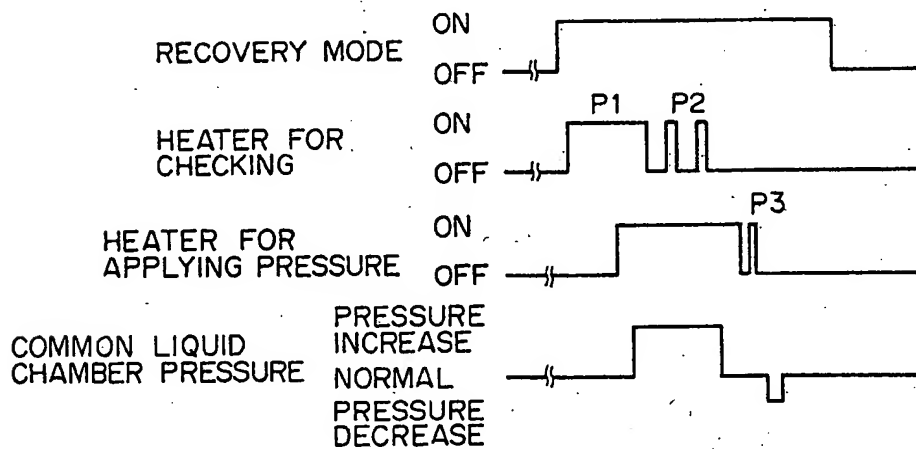 RECOVERY MODE
ON
OFF
HEATER FOR
CHECKING
ON
OFF
P1
P2
HEATER FOR
APPLYING PRESSURE
ON
OFF
P3
COMMON LIQUID
CHAMBER PRESSURE
PRESSURE
INCREASE
NORMAL
PRESSURE
DECREASE